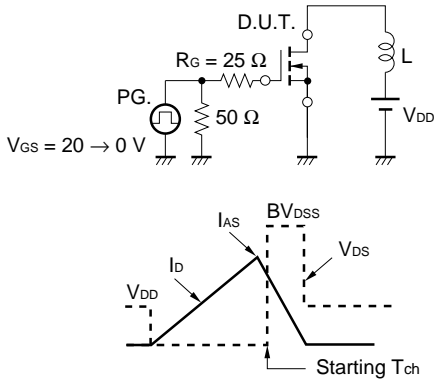 D.U.T.
RG = 25 Ω
L
PG.
50 Ω
VDD
VGS = 20 → 0 V
BVDSS
IAS
ID
VDS
VDD
Starting Tch